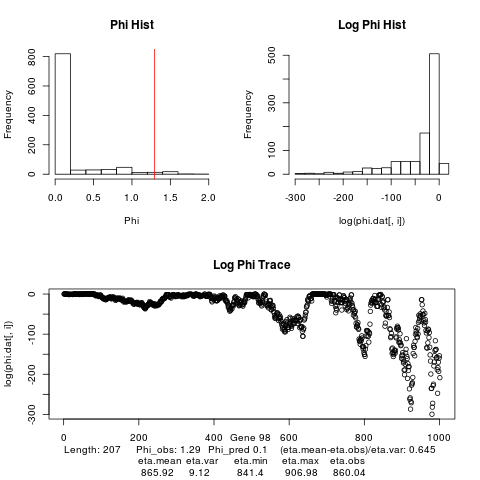 Phi Hist
Log Phi Hist
Frequency
0 200 400 600 800
0.0 0.5 1.0 1.5 2.0
Phi
Frequency
0 100 300 500
-300 -200 -100 0
log(phi.dat[, i])
Log Phi Trace
log(phi.dat[, i])
0 -100 -200 -300
0 200 400 600 800 1000
Gene 98
Length: 207 Phi_obs: 1.29 Phi_pred 0.1 (eta.mean-eta.obs)/eta.var: 0.645
eta.mean eta.var eta.min eta.max eta.obs
865.92 9.12 841.4 906.98 860.04